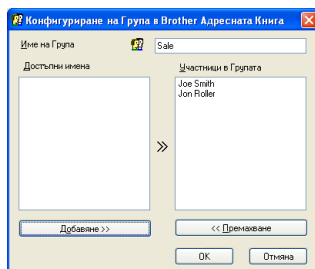 Конфигуриране на Група в Brother Адресната Книга
Име на Група
Sale
Достъпни имена
Участници в Групата
Joe Smith
Jon Roller
Добавяне >>
<< Премахване
OK
Отмяна